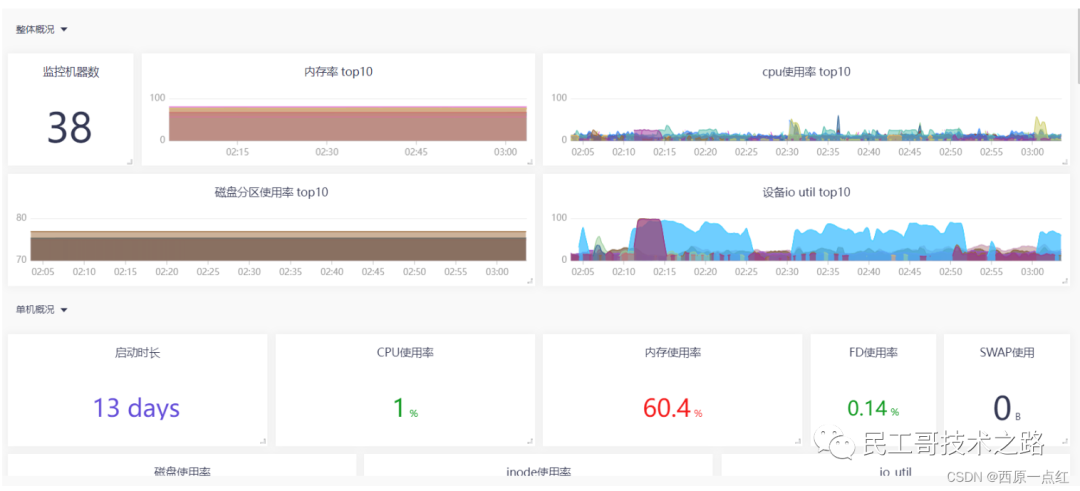 整体概况
监控机器数
38
内存率 top10
100
0
02:15 02:30 02:45 03:00
cpu使用率 top10
100
0
02:05 02:10 02:15 02:20 02:25 02:30 02:35 02:40 02:45 02:50 02:55 03:00
磁盘分区使用率 top10
80
70
02:05 02:10 02:15 02:20 02:25 02:30 02:35 02:40 02:45 02:50 02:55 03:00
设备io util top10
100
0
02:05 02:10 02:15 02:20 02:25 02:30 02:35 02:40 02:45 02:50 02:55 03:00
单机概况
启动时长
13 days
CPU使用率
1 %
内存使用率
60.4 %
FD使用率
0.14 %
SWAP使用
0 B
民工哥技术之路
磁盘使用率
inode使用率
io_util
CSDN @西原一点红